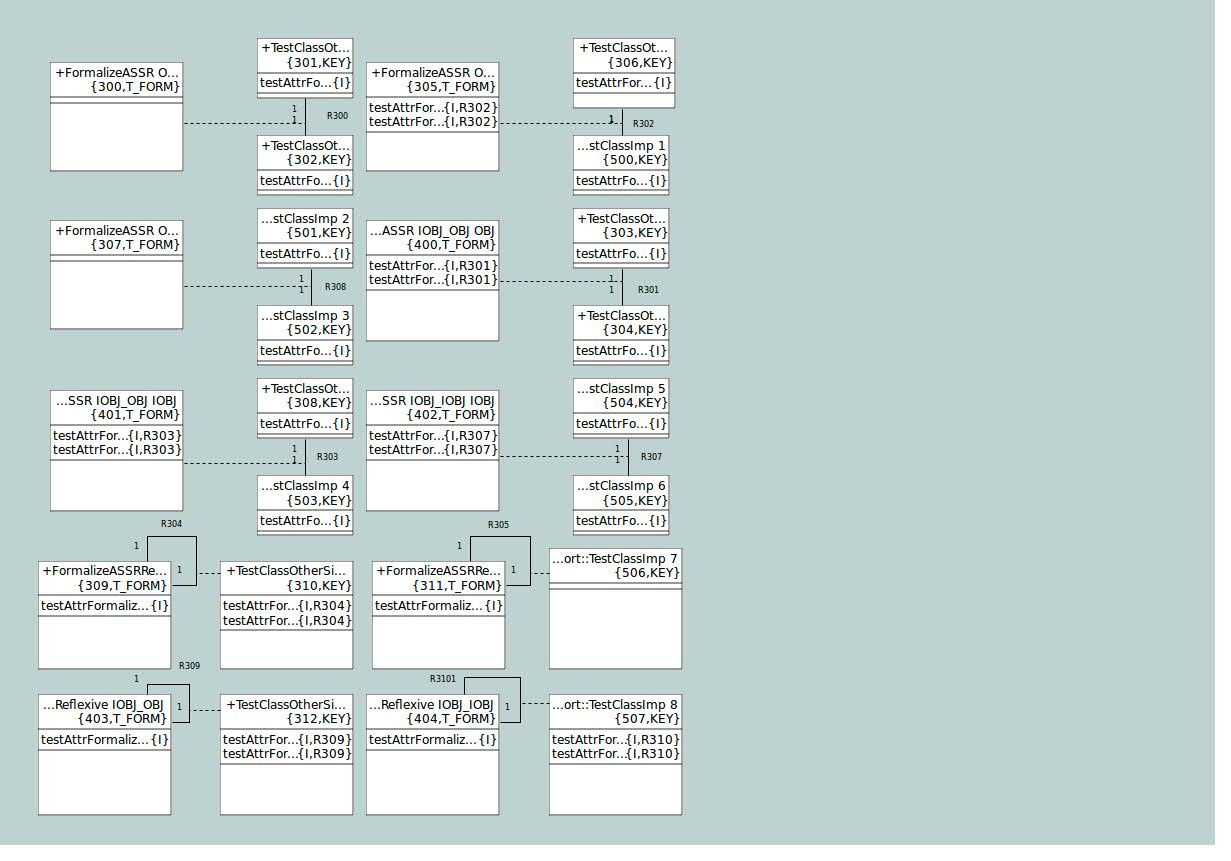 +FormalizeASSR O...
{300,T_FORM}
+TestClassOt...
{301,KEY}
testAttrFo...{I}
1
1
R300
+TestClassOt...
{302,KEY}
testAttrFo...{I}
+FormalizeASSR O...
{305,T_FORM}
testAttrFor...{I,R302}
testAttrFor...{I,R302}
+TestClassOt...
{306,KEY}
testAttrFor...{I}
1
R302
...stClassImp 1
{500,KEY}
testAttrFo...{I}
+FormalizeASSR O...
{307,T_FORM}
...stClassImp 2
{501,KEY}
testAttrFo...{I}
1
1
R308
...stClassImp 3
{502,KEY}
testAttrFo...{I}
...ASSR IOBJ_OBJ OBJ
{400,T_FORM}
testAttrFor...{I,R301}
testAttrFor...{I,R301}
+TestClassOt...
{303,KEY}
testAttrFo...{I}
1
1
R301
+TestClassOt...
{304,KEY}
testAttrFo...{I}
...SSR IOBJ_OBJ IOBJ
{401,T_FORM}
testAttrFor...{I,R303}
testAttrFor...{I,R303}
+TestClassOt...
{308,KEY}
testAttrFo...{I}
1
1
R303
...stClassImp 4
{503,KEY}
testAttrFo...{I}
...SSR IOBJ_IOBJ IOBJ
{402,T_FORM}
testAttrFor...{I,R307}
testAttrFor...{I,R307}
...stClassImp 5
{504,KEY}
testAttrFo...{I}
1
1
R307
...stClassImp 6
{505,KEY}
testAttrFo...{I}
R304
1
1
+FormalizeASSRRe...
{309,T_FORM}
testAttrFormaliz...{I}
+TestClassOtherSi...
{310,KEY}
testAttrFor...{I,R304}
testAttrFor...{I,R304}
R305
1
1
+FormalizeASSRRe...
{311,T_FORM}
testAttrFormaliz...{I}
...ort::TestClassImp 7
{506,KEY}
R309
1
1
...Reflexive IOBJ_OBJ
{403,T_FORM}
testAttrFormaliz...{I}
+TestClassOtherSi...
{312,KEY}
testAttrFor...{I,R309}
testAttrFor...{I,R309}
R3101
1
...Reflexive IOBJ_IOBJ
{404,T_FORM}
testAttrFormaliz...{I}
...ort::TestClassImp 8
{507,KEY}
testAttrFor...{I,R310}
testAttrFor...{I,R310}